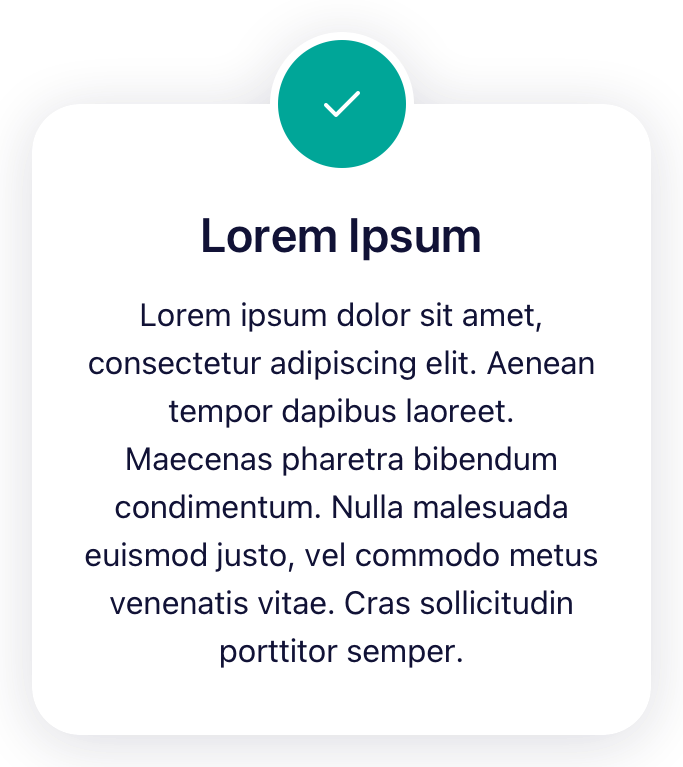 Lorem Ipsum
Lorem ipsum dolor sit amet,
consectetur adipiscing elit. Aenean
tempor dapibus laoreet.
Maecenas pharetra bibendum
condimentum. Nulla malesuada
euismod justo, vel commodo metus
venenatis vitae. Cras sollicitudin
porttitor semper.